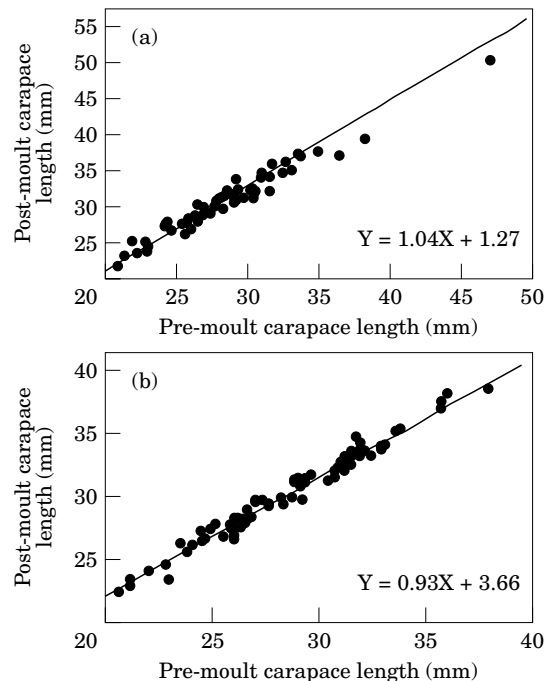 55
(a)
50
45
40
35
30
25
Y = 1.04X + 1.27
20
25
30
35
40
45
50
Pre-moult carapace length (mm)
Post-moult carapace
length (mm)
40
(b)
35
30
25
Y = 0.93X + 3.66
20
25
30
35
40
Pre-moult carapace length (mm)
Post-moult carapace
length (mm)